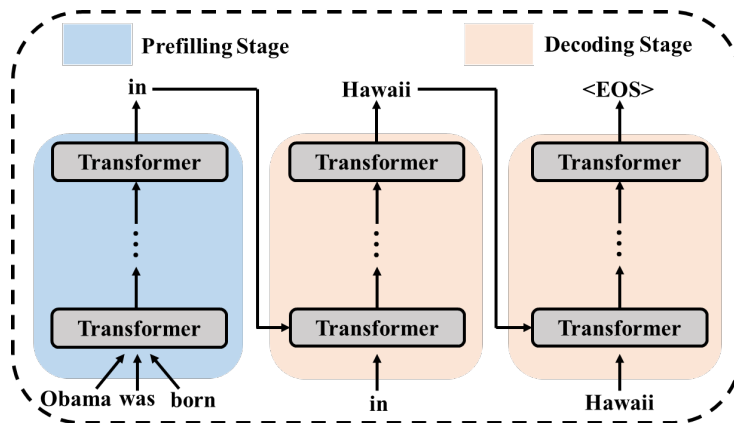 Prefilling Stage
Decoding Stage
in
Hawaii
<EOS>
Transformer
Transformer
Transformer
Transformer
Transformer
Transformer
Obama was born
in
Hawaii